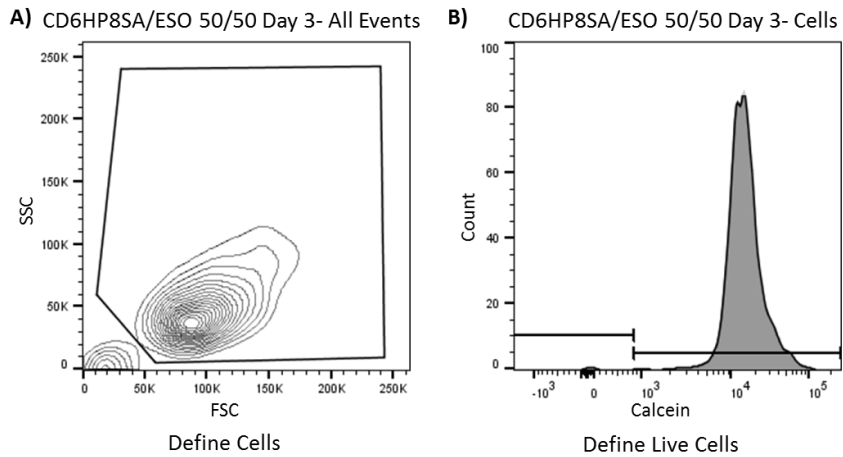 A) CD6HP8SA/ESO 50/50 Day 3- All Events
250K
200K
150K
100K
50K
0
SSC
0 50K 100K 150K 200K 250K
FSC
Define Cells
B) CD6HP8SA/ESO 50/50 Day 3- Cells
100
80
60
40
20
0
Count
-10³ 0 10³ 10⁴ 10⁵
Calcein
Define Live Cells